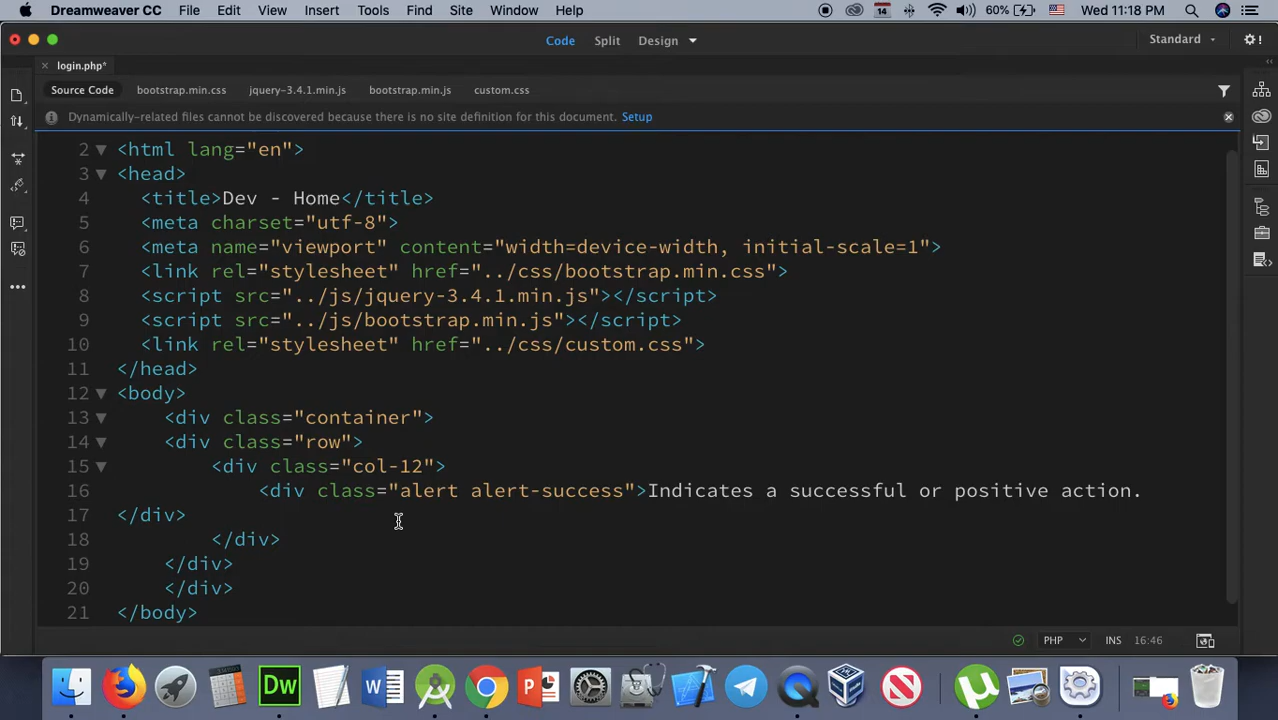 Dreamweaver CC File Edit View Insert Tools Find Site Window Help 14 60% Wed 11:18 PM
Code Split Design Standard
login.php*
Source Code bootstrap.min.css jquery-3.4.1.min.js bootstrap.min.js custom.css
Dynamically-related files cannot be discovered because there is no site definition for this document. Setup
2 <html lang="en">
3 <head>
4 <title>Dev - Home</title>
5 <meta charset="utf-8">
6 <meta name="viewport" content="width=device-width, initial-scale=1">
7 <link rel="stylesheet" href="../css/bootstrap.min.css">
8 <script src="../js/jquery-3.4.1.min.js"></script>
9 <script src="../js/bootstrap.min.js"></script>
10 <link rel="stylesheet" href="../css/custom.css">
11 </head>
12 <body>
13 <div class="container">
14 <div class="row">
15 <div class="col-12">
16 <div class="alert alert-success">Indicates a successful or positive action.
17 </div>
18 </div>
19 </div>
20 </div>
21 </body>
PHP INS 16:46
Dw W P